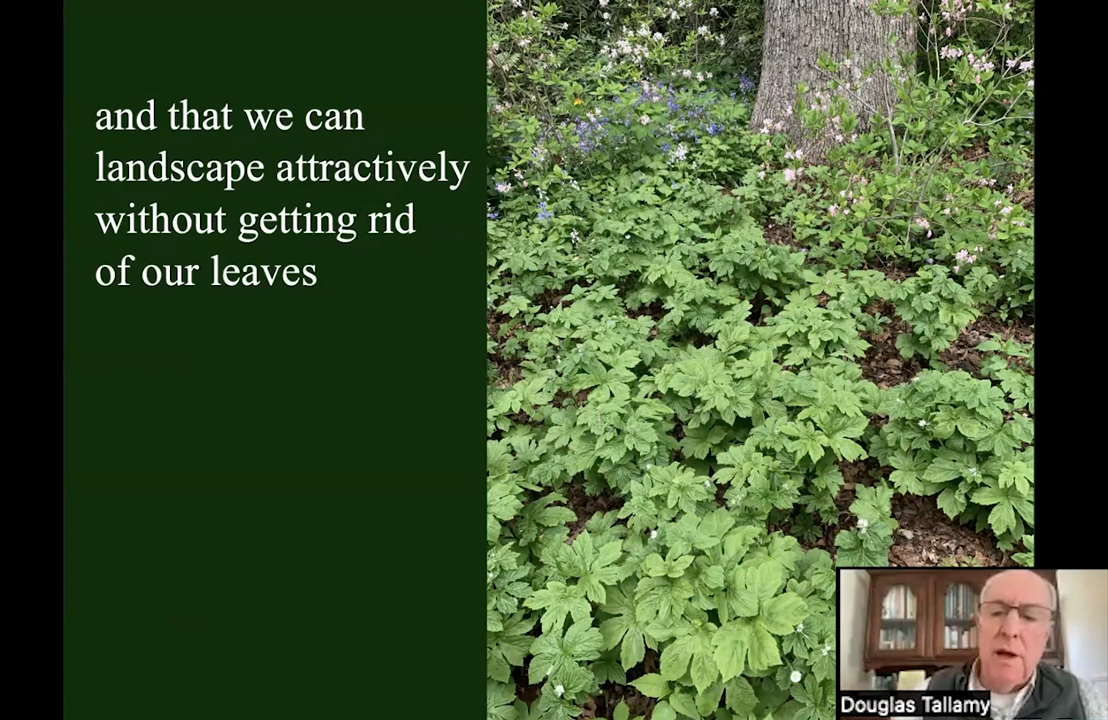 and that we can
landscape attractively
without getting rid
of our leaves
Douglas Tallamy